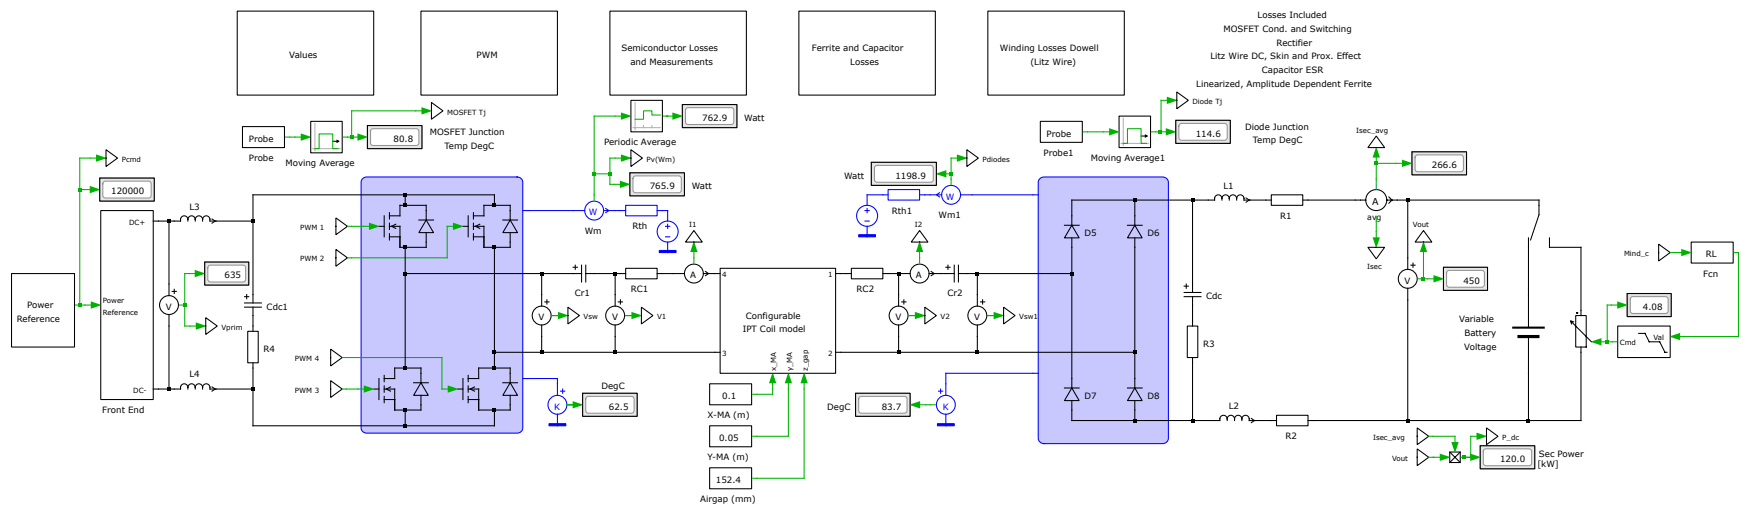 Values
PWM
Semiconductor Losses
and Measurements
Ferrite and Capacitor
Losses
Winding Losses Dowell
(Litz Wire)
Losses Included
MOSFET Cond. and Switching
Rectifier
Litz Wire DC, Skin and Prox. Effect
Capacitor ESR
Linearized, Amplitude Dependent Ferrite
MOSFET Tj
Probe
Probe
Moving Average
80.8
MOSFET Junction
Temp DegC
Periodic Average
762.9
Watt
Pv(Wm)
765.9
Watt
Wm
W
Rth
Watt
1198.9
Pdiodes
Rth1
W
Wm1
Probe
Probe1
Moving Average1
Diode Tj
114.6
Diode Junction
Temp DegC
Isec_avg
266.6
A
avg
Isec
Pcmd
120000
Power
Reference
Power
Reference
DC+
DC-
Front End
V
635
Vprim
L3
L4
Cdc1
R4
PWM 1
PWM 2
PWM 4
PWM 3
K
DegC
62.5
V
Vsw
Cr1
RC1
V
V1
I1
A
4
3
1
2
Configurable
IPT Coil model
x_MA
y_MA
z_gap
0.1
X-MA (m)
0.05
Y-MA (m)
152.4
Airgap (mm)
RC2
I2
A
Cr2
V
V2
V
Vsw1
DegC
83.7
K
D5
D6
D7
D8
Cdc
R3
L1
R1
L2
R2
Vout
V
450
Variable
Battery
Voltage
Mind_c
RL
Fcn
4.08
Cmd
Val
Isec_avg
Vout
P_dc
120.0
Sec Power
[kW]